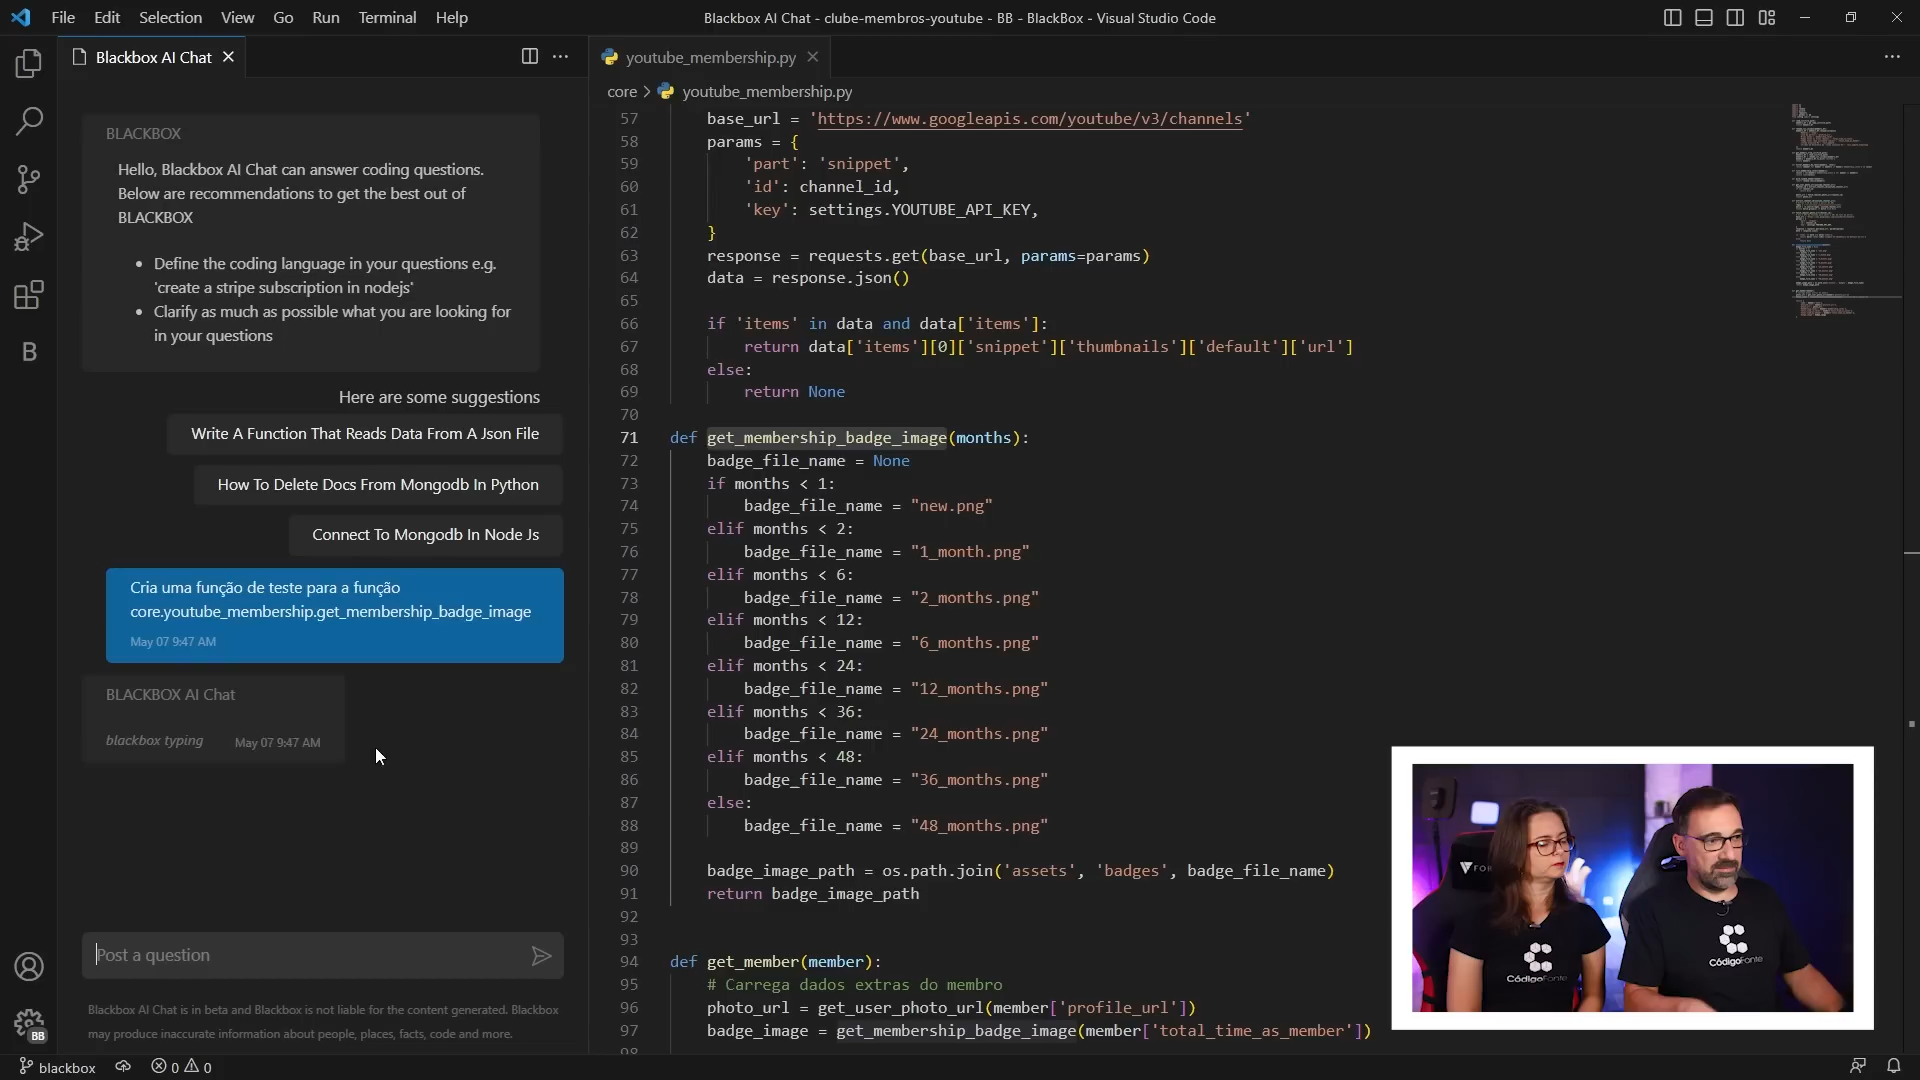 File Edit Selection View Go Run Terminal Help
Blackbox AI Chat - clube-membros-youtube - BB - BlackBox - Visual Studio Code
Blackbox AI Chat
BLACKBOX
Hello, Blackbox AI Chat can answer coding questions.
Below are recommendations to get the best out of
BLACKBOX
• Define the coding language in your questions e.g.
'create a stripe subscription in nodejs'
• Clarify as much as possible what you are looking for
in your questions
Here are some suggestions
Write A Function That Reads Data From A Json File
How To Delete Docs From Mongodb In Python
Connect To Mongodb In Node Js
Cria uma função de teste para a função
core.youtube_membership.get_membership_badge_image
May 07 9:47 AM
BLACKBOX AI Chat
blackbox typing May 07 9:47 AM
Post a question
Blackbox AI Chat is in beta and Blackbox is not liable for the content generated. Blackbox
may produce inaccurate information about people, places, facts, code and more.
B
BB
youtube_membership.py
core > youtube_membership.py
57 base_url = 'https://www.googleapis.com/youtube/v3/channels'
58 params = {
59 'part': 'snippet',
60 'id': channel_id,
61 'key': settings.YOUTUBE_API_KEY,
62 }
63 response = requests.get(base_url, params=params)
64 data = response.json()
65
66 if 'items' in data and data['items']:
67 return data['items'][0]['snippet']['thumbnails']['default']['url']
68 else:
69 return None
70
71 def get_membership_badge_image(months):
72 badge_file_name = None
73 if months < 1:
74 badge_file_name = "new.png"
75 elif months < 2:
76 badge_file_name = "1_month.png"
77 elif months < 6:
78 badge_file_name = "2_months.png"
79 elif months < 12:
80 badge_file_name = "6_months.png"
81 elif months < 24:
82 badge_file_name = "12_months.png"
83 elif months < 36:
84 badge_file_name = "24_months.png"
85 elif months < 48:
86 badge_file_name = "36_months.png"
87 else:
88 badge_file_name = "48_months.png"
89
90 badge_image_path = os.path.join('assets', 'badges', badge_file_name)
91 return badge_image_path
92
93
94 def get_member(member):
95 # Carrega dados extras do membro
96 photo_url = get_user_photo_url(member['profile_url'])
97 badge_image = get_membership_badge_image(member['total_time_as_member'])
98
CódigoFonte
CódigoFonte
blackbox 0 0